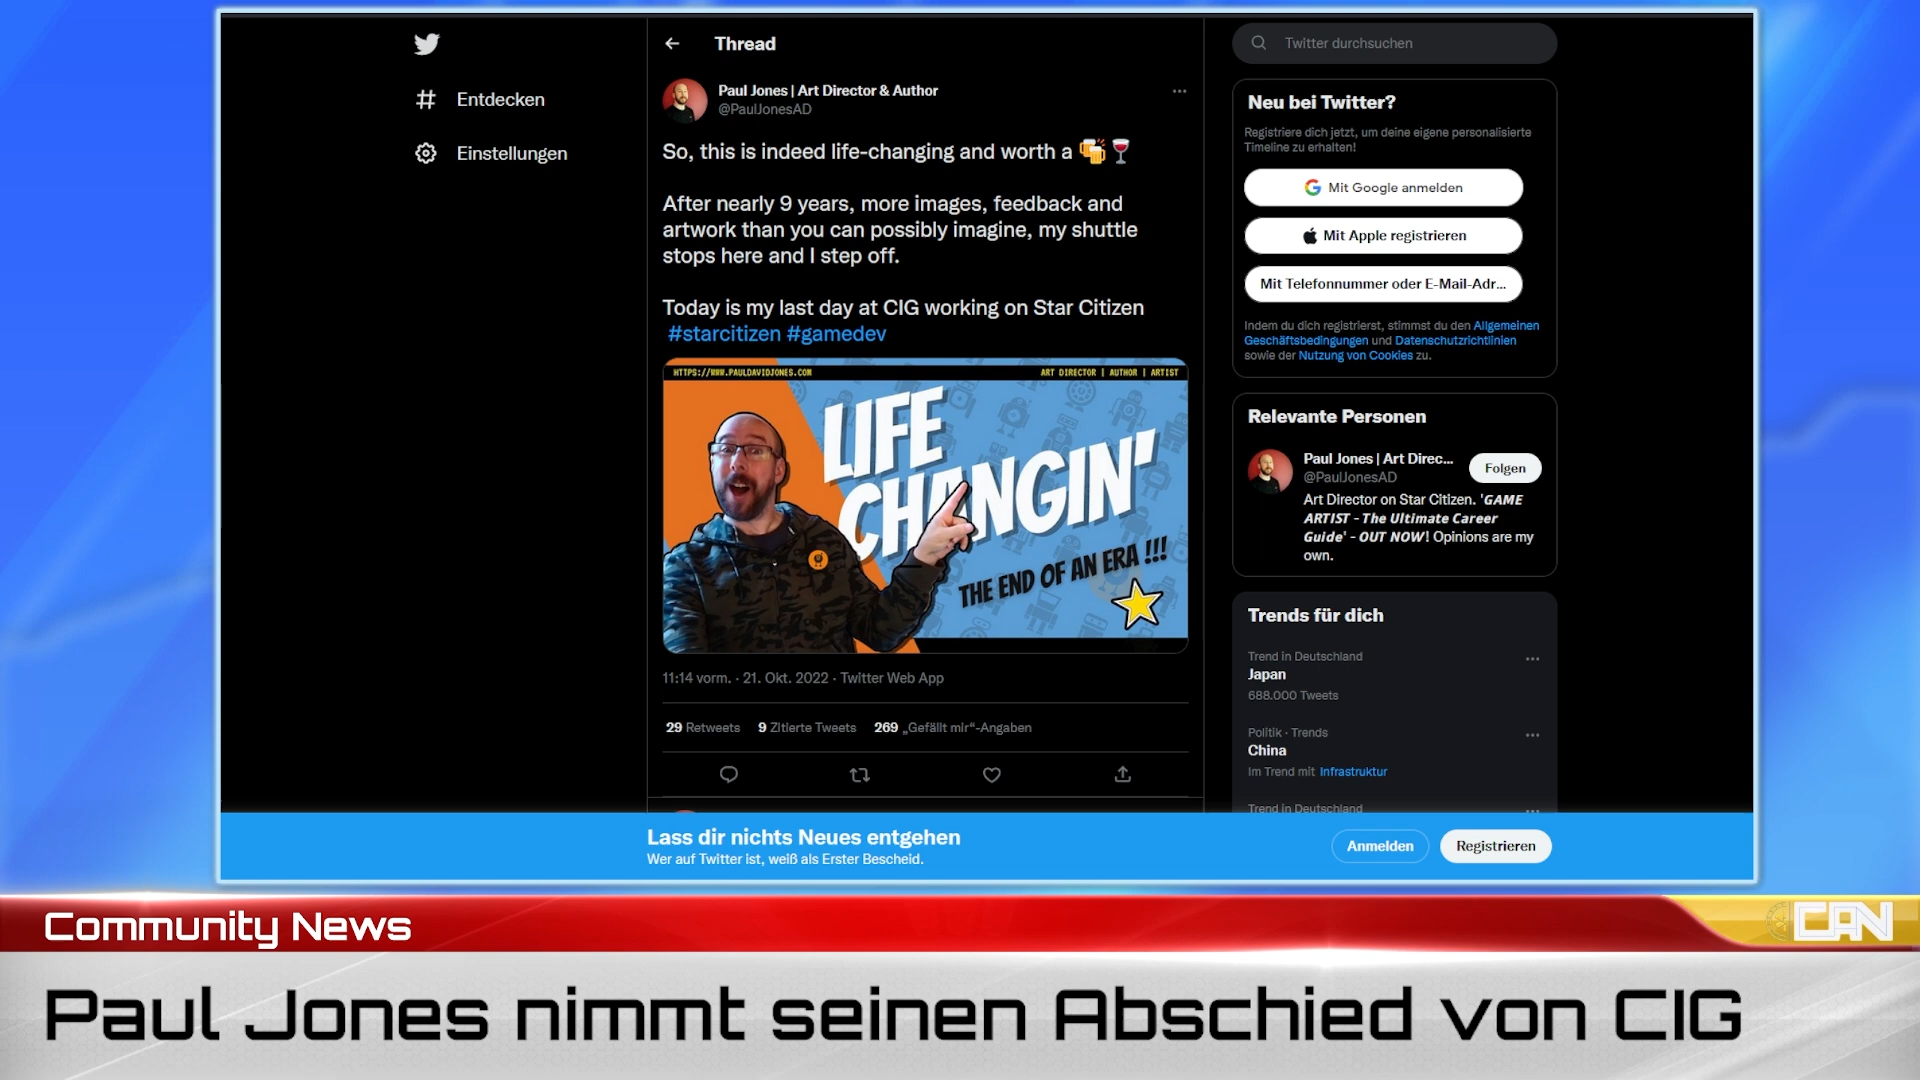 Entdecken
Einstellungen
Thread
Paul Jones | Art Director & Author
@PaulJonesAD
So, this is indeed life-changing and worth a 🍻🍷
After nearly 9 years, more images, feedback and
artwork than you can possibly imagine, my shuttle
stops here and I step off.
Today is my last day at CIG working on Star Citizen
#starcitizen #gamedev
HTTPS://WWW.PAULDAVIDJONES.COM
ART DIRECTOR | AUTHOR | ARTIST
LIFE
CHANGIN'
THE END OF AN ERA !!!
11:14 vorm. · 21. Okt. 2022 · Twitter Web App
29 Retweets 9 Zitierte Tweets 269 „Gefällt mir“-Angaben
Twitter durchsuchen
Neu bei Twitter?
Registriere dich jetzt, um deine eigene personalisierte
Timeline zu erhalten!
Mit Google anmelden
Mit Apple registrieren
Mit Telefonnummer oder E-Mail-Adr...
Indem du dich registrierst, stimmst du den Allgemeinen
Geschäftsbedingungen und Datenschutzrichtlinien
sowie der Nutzung von Cookies zu.
Relevante Personen
Paul Jones | Art Direc...
@PaulJonesAD
Folgen
Art Director on Star Citizen. 'GAME
ARTIST - The Ultimate Career
Guide' - OUT NOW! Opinions are my
own.
Trends für dich
Trend in Deutschland
Japan
688.000 Tweets
Politik · Trends
China
Im Trend mit Infrastruktur
Trend in Deutschland
Lass dir nichts Neues entgehen
Wer auf Twitter ist, weiß als Erster Bescheid.
Anmelden
Registrieren
Community News
CAN
Paul Jones nimmt seinen Abschied von CIG